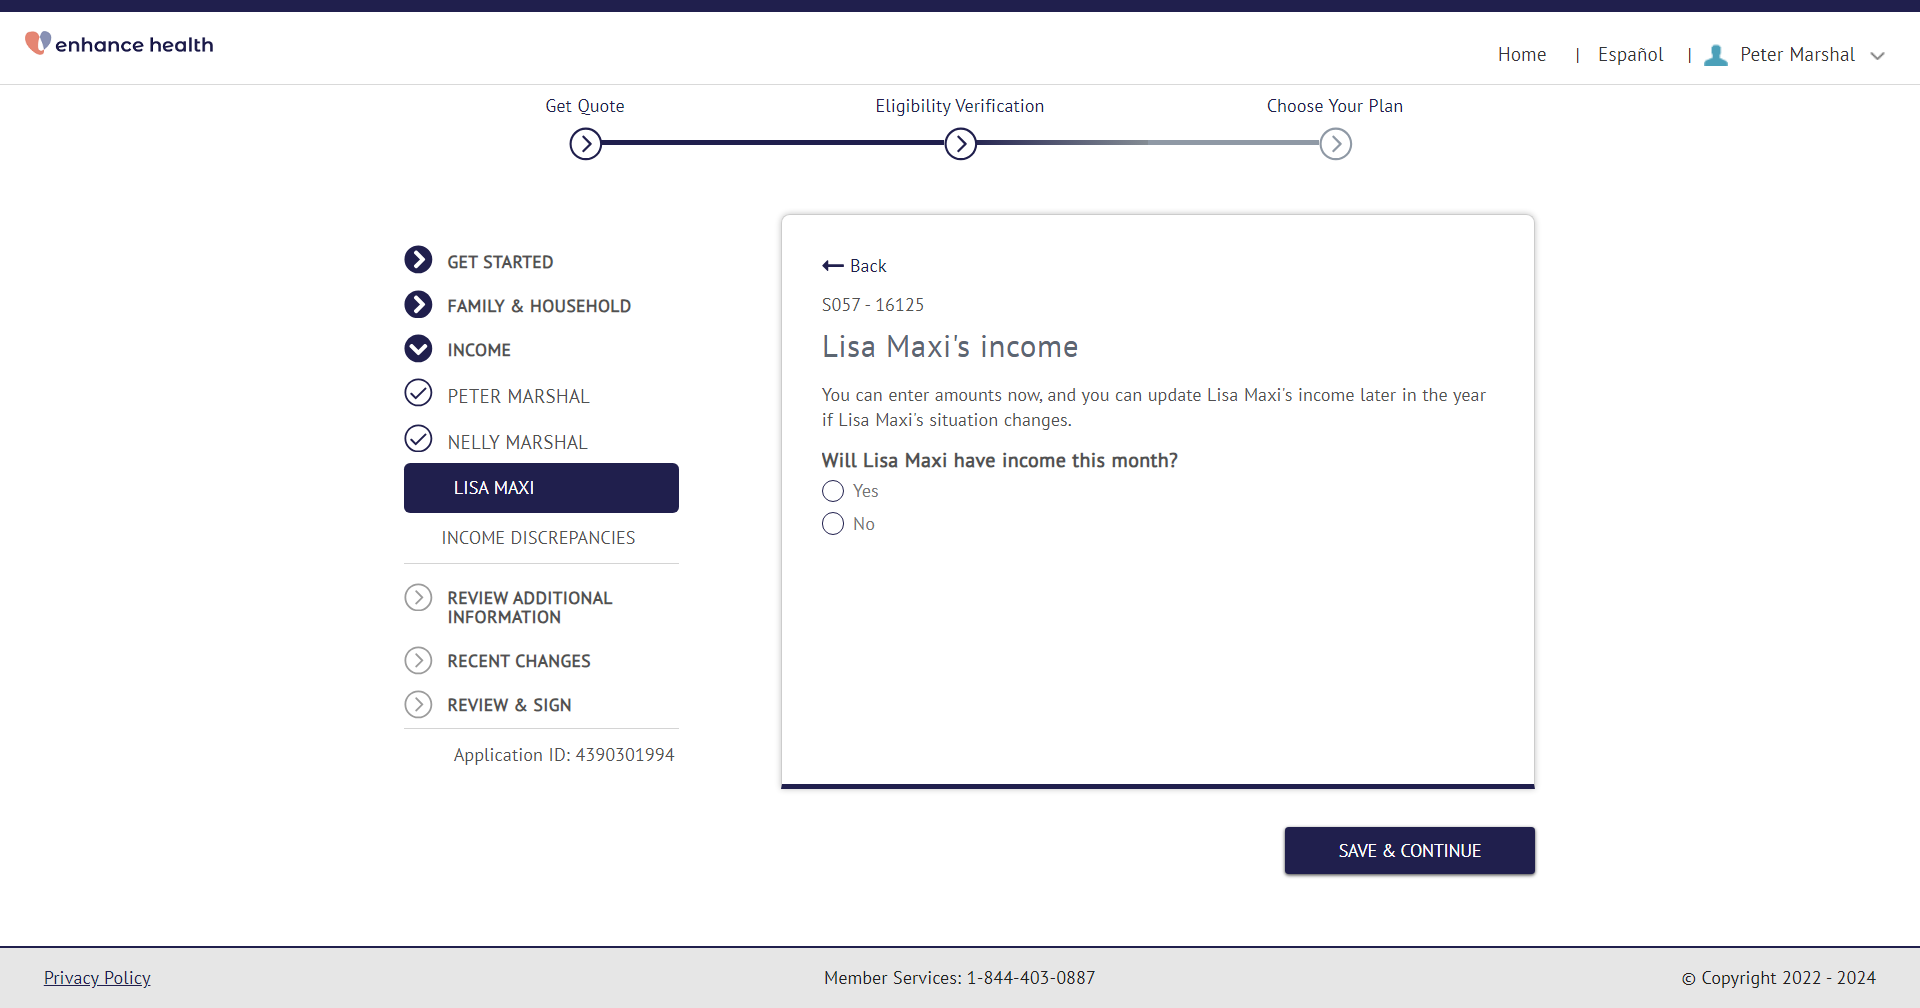 enhance health
Home | Español | Peter Marshal
Get Quote
Eligibility Verification
Choose Your Plan
GET STARTED
FAMILY & HOUSEHOLD
INCOME
PETER MARSHAL
NELLY MARSHAL
LISA MAXI
INCOME DISCREPANCIES
REVIEW ADDITIONAL
INFORMATION
RECENT CHANGES
REVIEW & SIGN
Application ID: 4390301994
Back
S057 - 16125
Lisa Maxi's income
You can enter amounts now, and you can update Lisa Maxi's income later in the year
if Lisa Maxi's situation changes.
Will Lisa Maxi have income this month?
Yes
No
SAVE & CONTINUE
Privacy Policy
Member Services: 1-844-403-0887
© Copyright 2022 - 2024